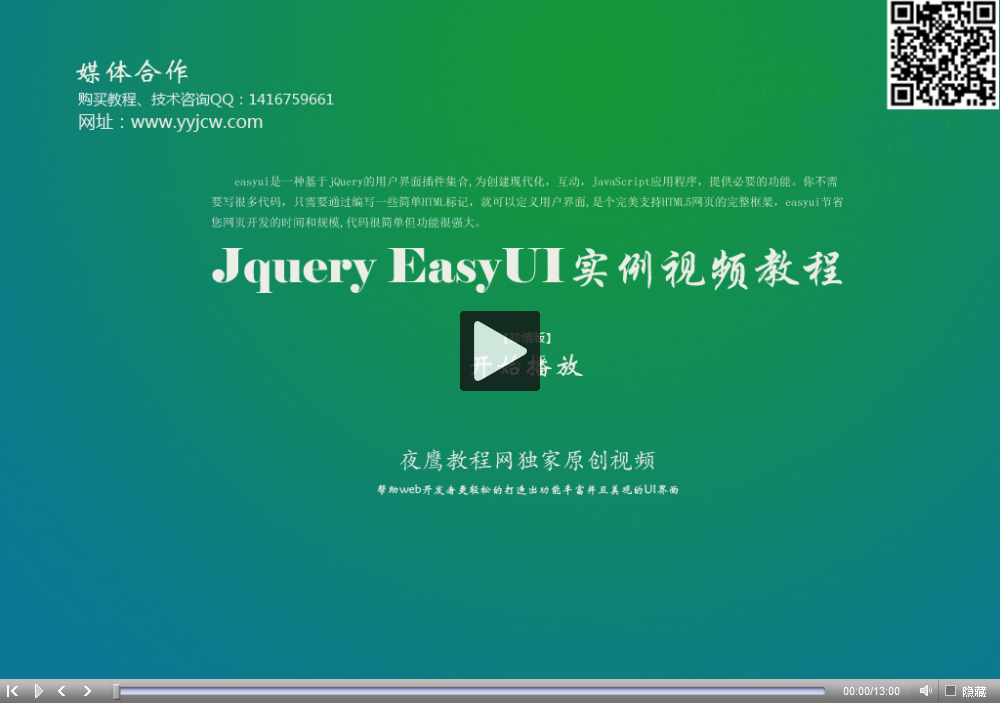 媒体合作
购买教程、技术咨询QQ：1416759661
网址：www.yyjcw.com
easyui是一种基于jQuery的用户界面插件集合,为创建现代化，互动，JavaScript应用程序，提供必要的功能。你不需
要写很多代码，只需要通过编写一些简单HTML标记，就可以定义用户界面,是个完美支持HTML5网页的完整框架，easyui节省
您网页开发的时间和规模,代码很简单但功能很强大。
Jquery EasyUI实例视频教程
版】
开始播放
夜鹰教程网独家原创视频
帮助web开发者更轻松的打造出功能丰富并且美观的UI界面
00:00/13:00
隐藏